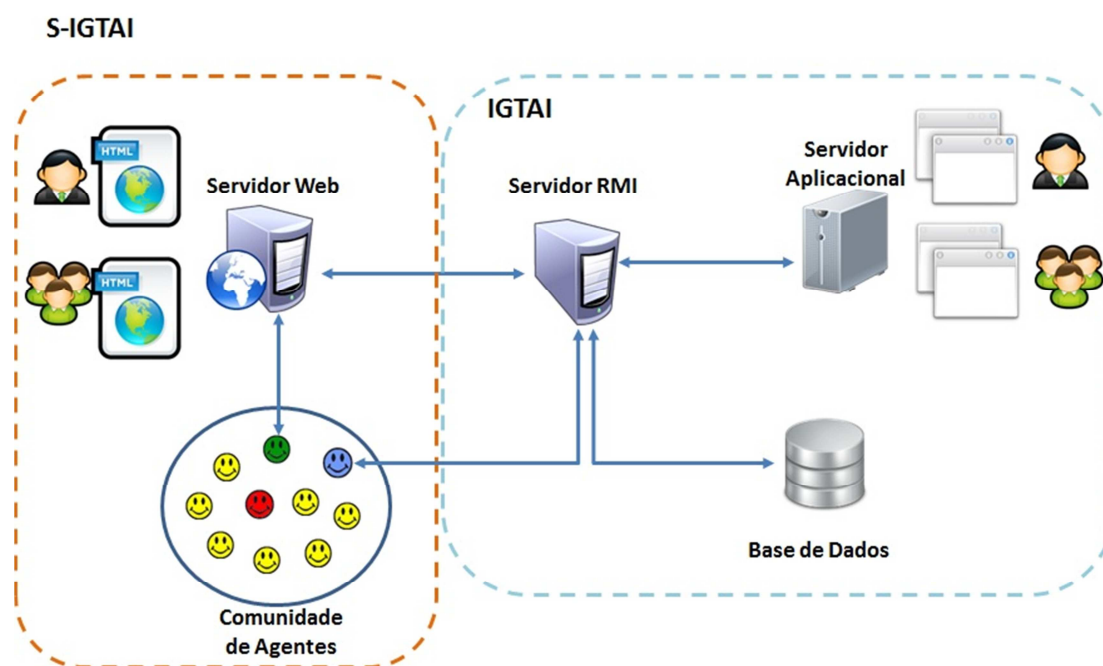 S-IGTAI
IGTAI
HTML
Servidor Web
Servidor RMI
Servidor
Aplicacional
HTML
Base de Dados
Comunidade
de Agentes